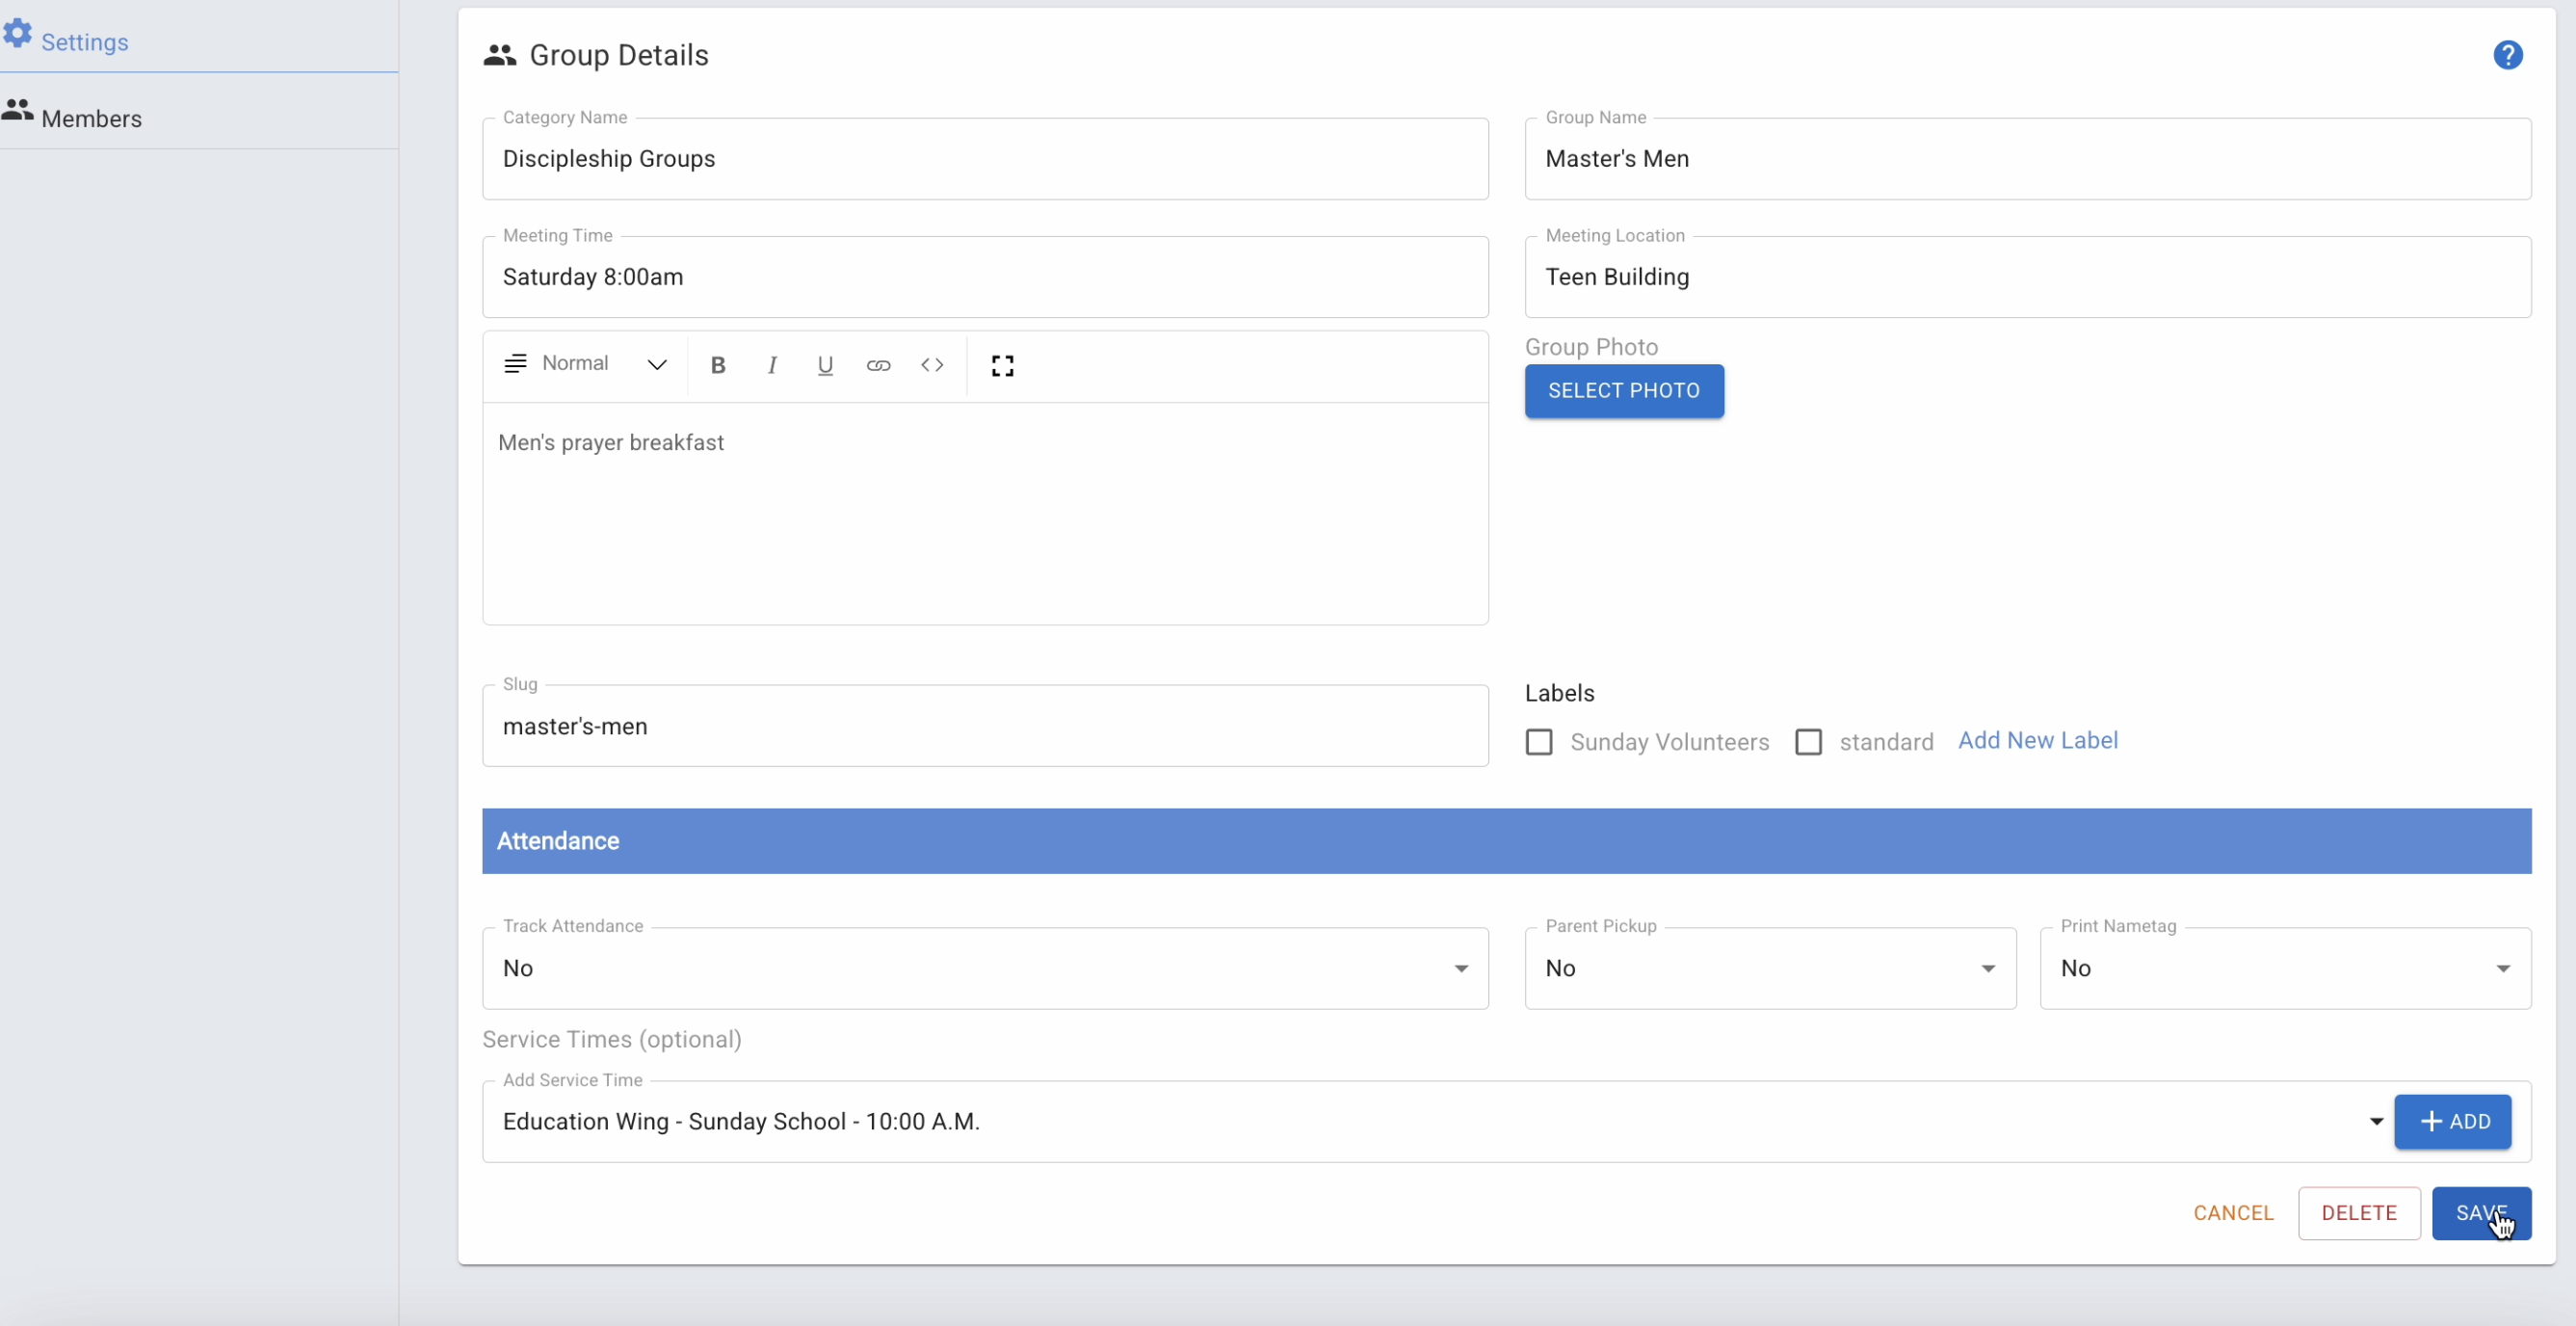 Settings
Members
Group Details
?
Category Name
Discipleship Groups
Group Name
Master's Men
Meeting Time
Saturday 8:00am
Meeting Location
Teen Building
Normal
B I U
Men's prayer breakfast
Group Photo
SELECT PHOTO
Slug
master's-men
Labels
Sunday Volunteers standard Add New Label
Attendance
Track Attendance
No
Parent Pickup
No
Print Nametag
No
Service Times (optional)
Add Service Time
Education Wing - Sunday School - 10:00 A.M.
+ ADD
CANCEL DELETE SAVE